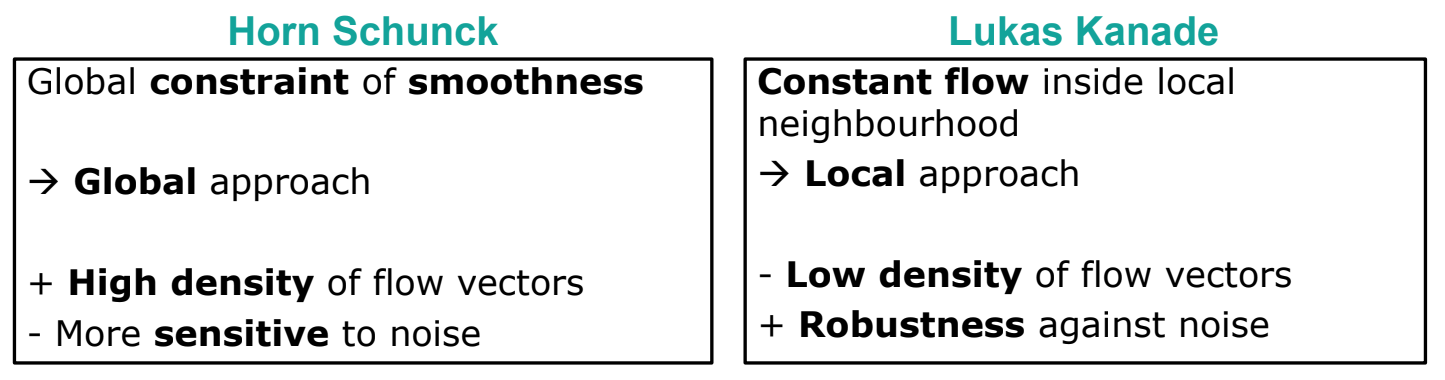 Horn Schunck
Global constraint of smoothness
→ Global approach
+ High density of flow vectors
- More sensitive to noise
Lukas Kanade
Constant flow inside local
neighbourhood
→ Local approach
- Low density of flow vectors
+ Robustness against noise